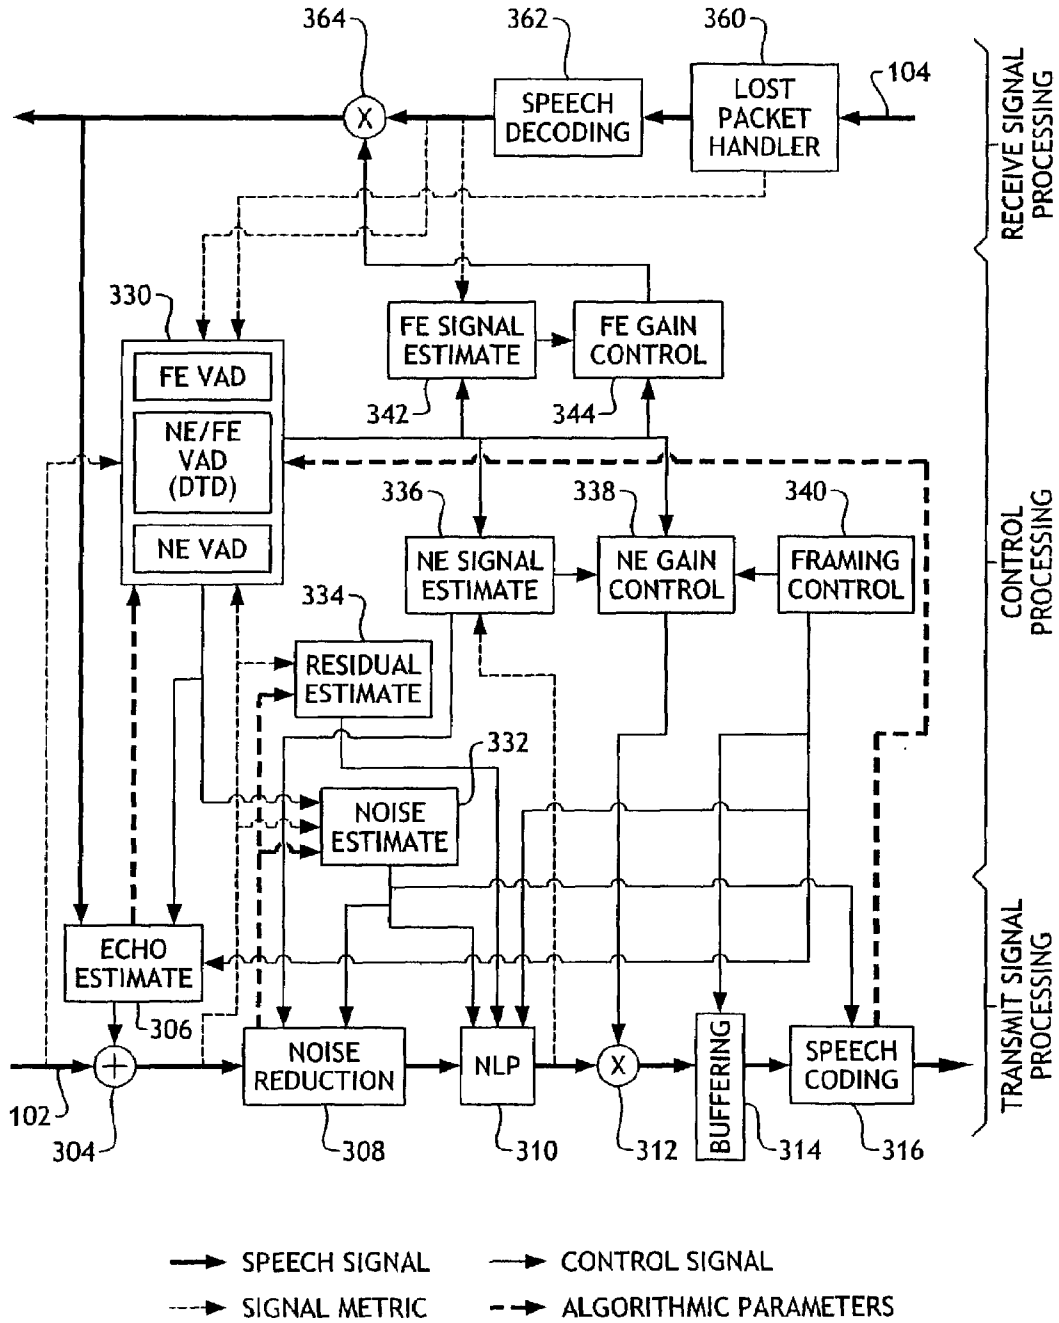 364
362
360
SPEECH
DECODING
LOST
PACKET
HANDLER
104
RECEIVE SIGNAL
PROCESSING
330
FE VAD
NE/FE
VAD
(DTD)
NE VAD
FE SIGNAL
ESTIMATE
FE GAIN
CONTROL
342
344
336
338
340
NE SIGNAL
ESTIMATE
NE GAIN
CONTROL
FRAMING
CONTROL
CONTROL
PROCESSING
334
RESIDUAL
ESTIMATE
332
NOISE
ESTIMATE
ECHO
ESTIMATE
306
NOISE
REDUCTION
NLP
BUFFERING
SPEECH
CODING
TRANSMIT SIGNAL
PROCESSING
X
+
X
102
304
308
310
312
314
316
SPEECH SIGNAL
CONTROL SIGNAL
SIGNAL METRIC
ALGORITHMIC PARAMETERS